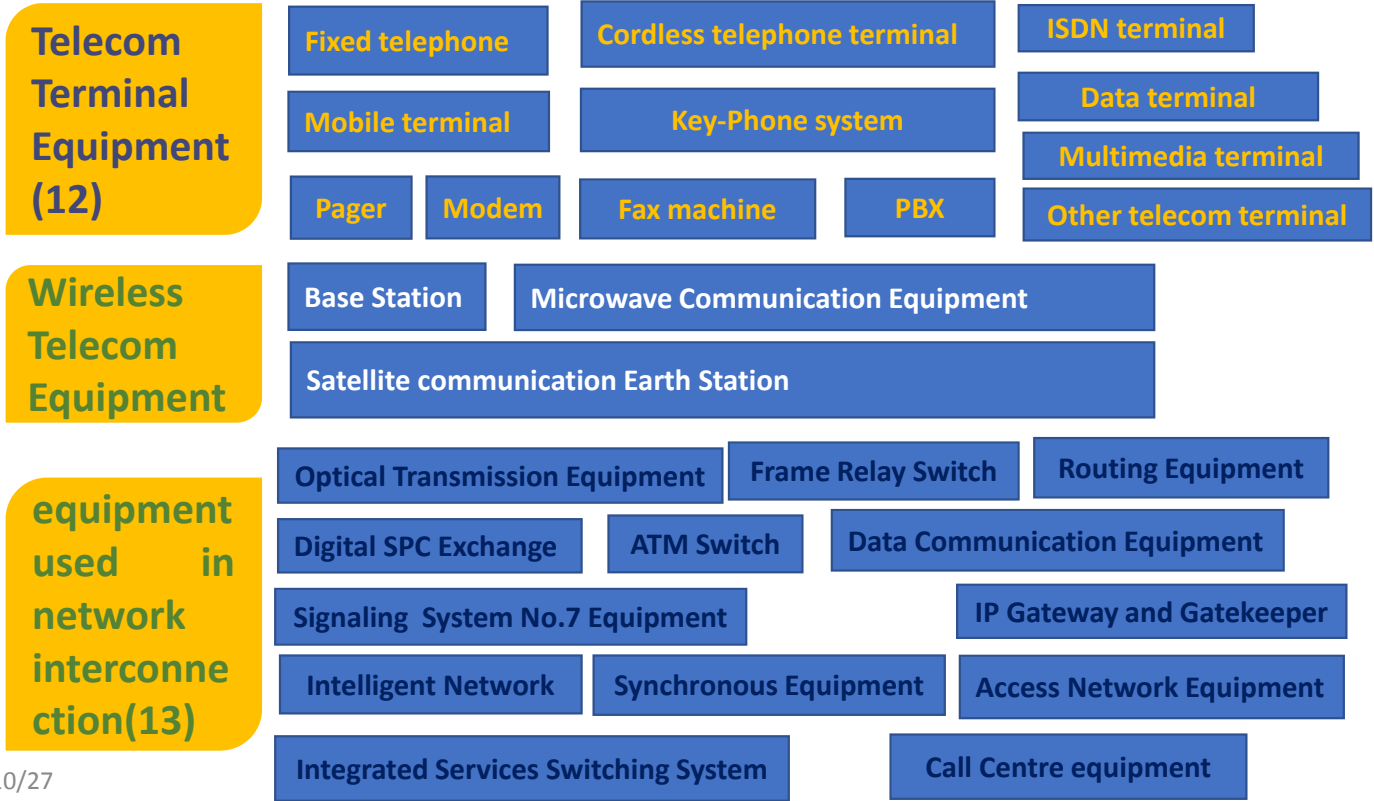 Telecom
Terminal
Equipment
(12)
Fixed telephone
Cordless telephone terminal
ISDN terminal
Mobile terminal
Key-Phone system
Data terminal
Multimedia terminal
Pager
Modem
Fax machine
PBX
Other telecom terminal
Wireless
Telecom
Equipment
Base Station
Microwave Communication Equipment
Satellite communication Earth Station
equipment
used in
network
interconne
ction(13)
Optical Transmission Equipment
Frame Relay Switch
Routing Equipment
Digital SPC Exchange
ATM Switch
Data Communication Equipment
Signaling System No.7 Equipment
IP Gateway and Gatekeeper
Intelligent Network
Synchronous Equipment
Access Network Equipment
Integrated Services Switching System
Call Centre equipment